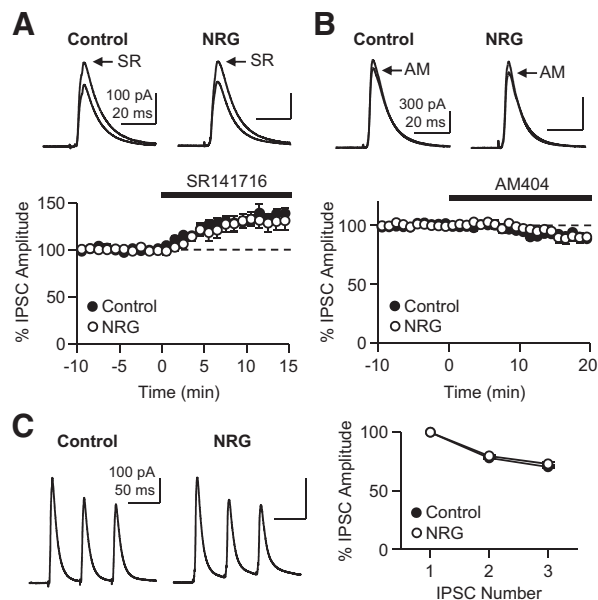 A
Control
NRG
SR
SR
100 pA
20 ms
SR141716
% IPSC Amplitude
150
100
50
0
Control
NRG
-10
-5
0
5
10
15
Time (min)
B
Control
NRG
AM
AM
300 pA
20 ms
AM404
% IPSC Amplitude
100
50
0
Control
NRG
-10
0
10
20
Time (min)
C
Control
NRG
100 pA
50 ms
% IPSC Amplitude
100
50
0
Control
NRG
1
2
3
IPSC Number